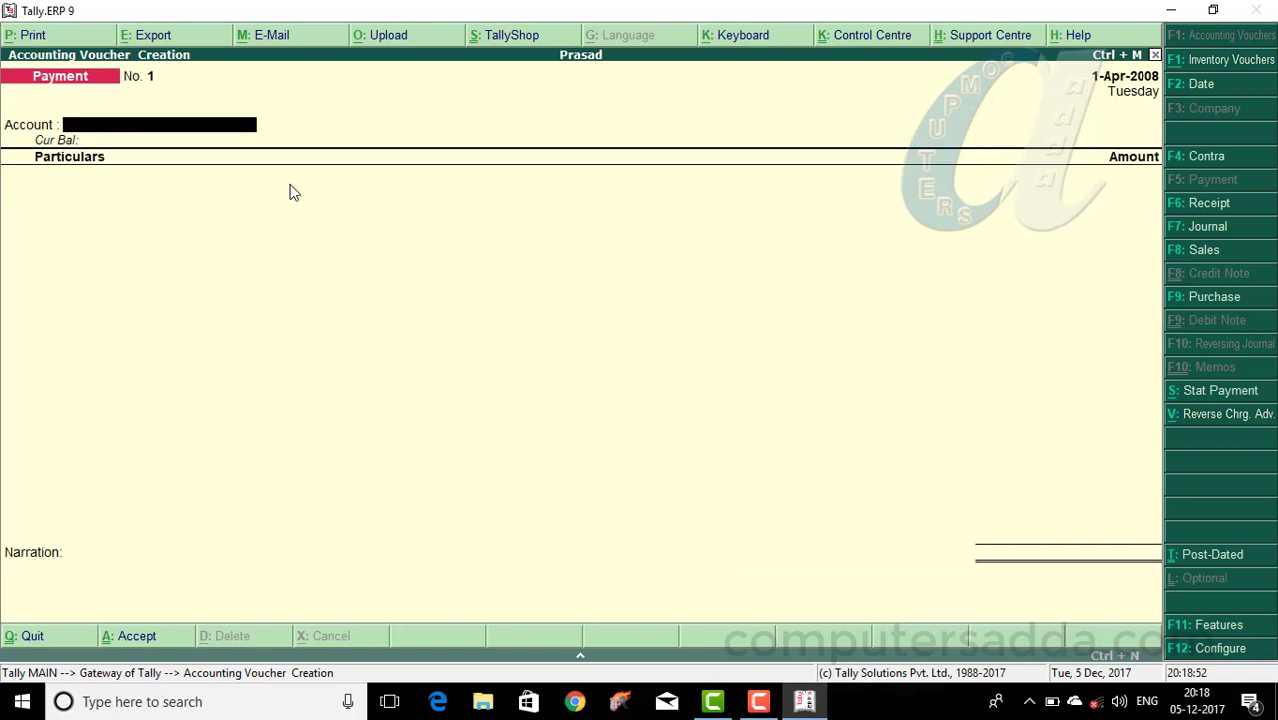 Tally.ERP 9
P: Print E: Export M: E-Mail O: Upload S: TallyShop G: Language K: Keyboard K: Control Centre H: Support Centre H: Help
Accounting Voucher Creation Prasad Ctrl + M
Payment No. 1 1-Apr-2008
Tuesday
Account :
Cur Bal:
Particulars Amount
COMPUTERS
adda
Narration:
F1: Accounting Vouchers
F1: Inventory Vouchers
F2: Date
F3: Company
F4: Contra
F5: Payment
F6: Receipt
F7: Journal
F8: Sales
F8: Credit Note
F9: Purchase
F9: Debit Note
F10: Reversing Journal
F10: Memos
S: Stat Payment
V: Reverse Chrg. Adv.
T: Post-Dated
L: Optional
F11: Features
F12: Configure
Q: Quit A: Accept D: Delete X: Cancel
computersadda.com
Ctrl + N
Tally MAIN --> Gateway of Tally --> Accounting Voucher Creation (c) Tally Solutions Pvt. Ltd., 1988-2017 Tue, 5 Dec, 2017 20:18:52
Type here to search ENG 20:18
05-12-2017 4